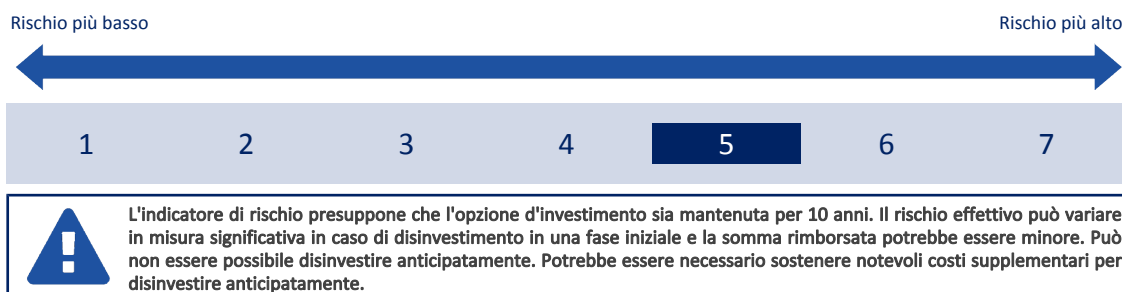 Rischio più basso Rischio più alto
1 2 3 4 5 6 7
L'indicatore di rischio presuppone che l'opzione d'investimento sia mantenuta per 10 anni. Il rischio effettivo può variare
in misura significativa in caso di disinvestimento in una fase iniziale e la somma rimborsata potrebbe essere minore. Può
non essere possibile disinvestire anticipatamente. Potrebbe essere necessario sostenere notevoli costi supplementari per
disinvestire anticipatamente.